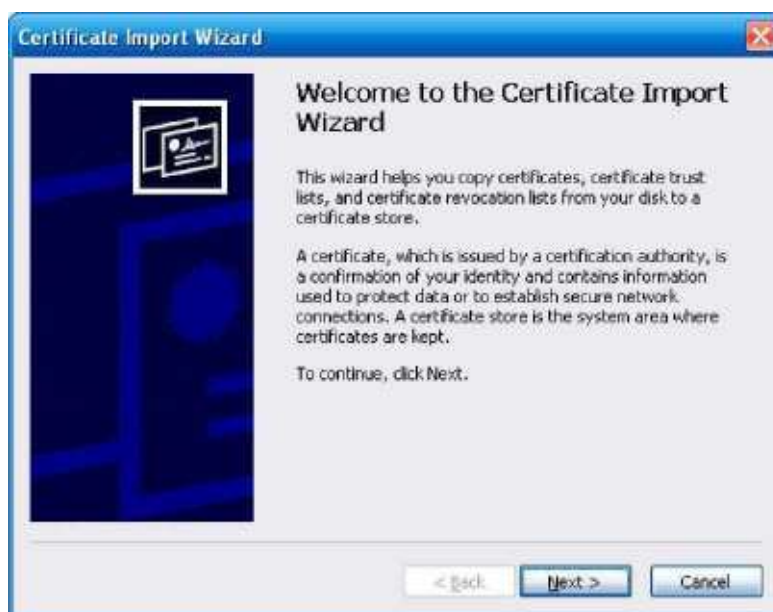 Certificate Import Wizard
Welcome to the Certificate Import
Wizard
This wizard helps you copy certificates, certificate trust
lists, and certificate revocation lists from your disk to a
certificate store.
A certificate, which is issued by a certification authority, is
a confirmation of your identity and contains information
used to protect data or to establish secure network
connections. A certificate store is the system area where
certificates are kept.
To continue, click Next.
< Back Next > Cancel